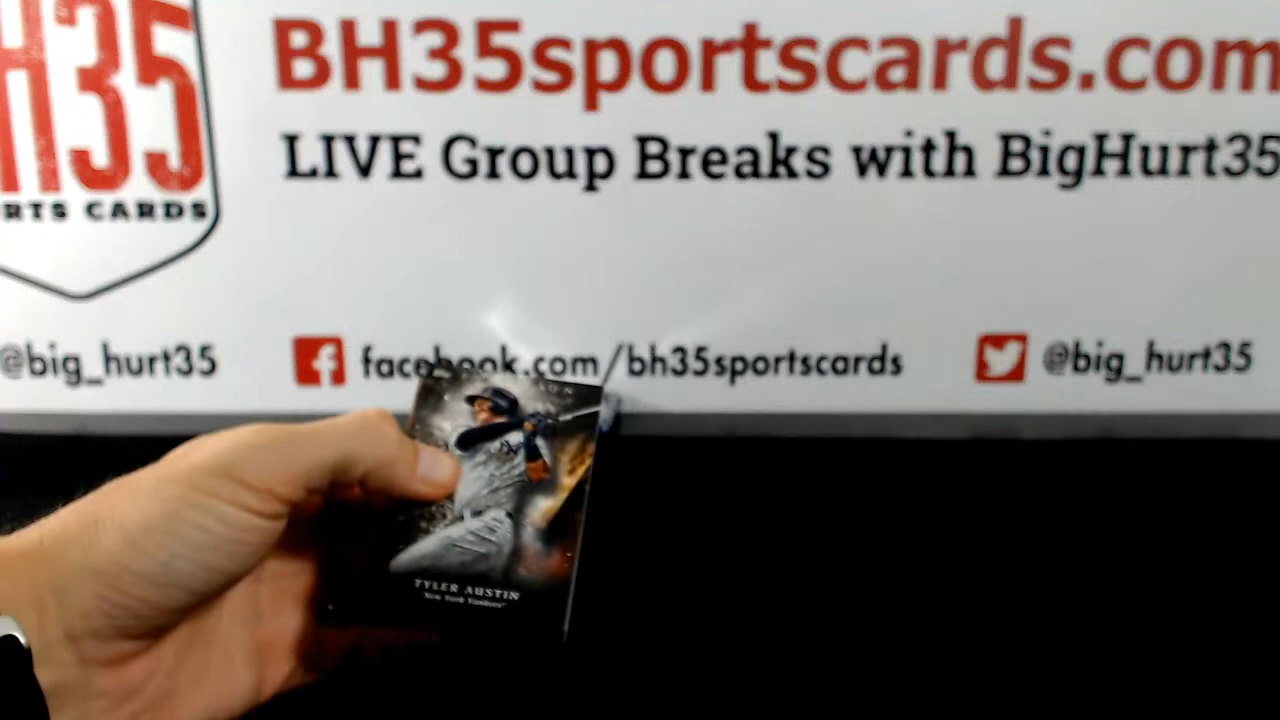 H35
RTS CARDS
BH35sportscards.com
LIVE Group Breaks with BigHurt35
@big_hurt35
facebook.com/bh35sportscards
@big_hurt35
TYLER AUSTIN
New York Yankees